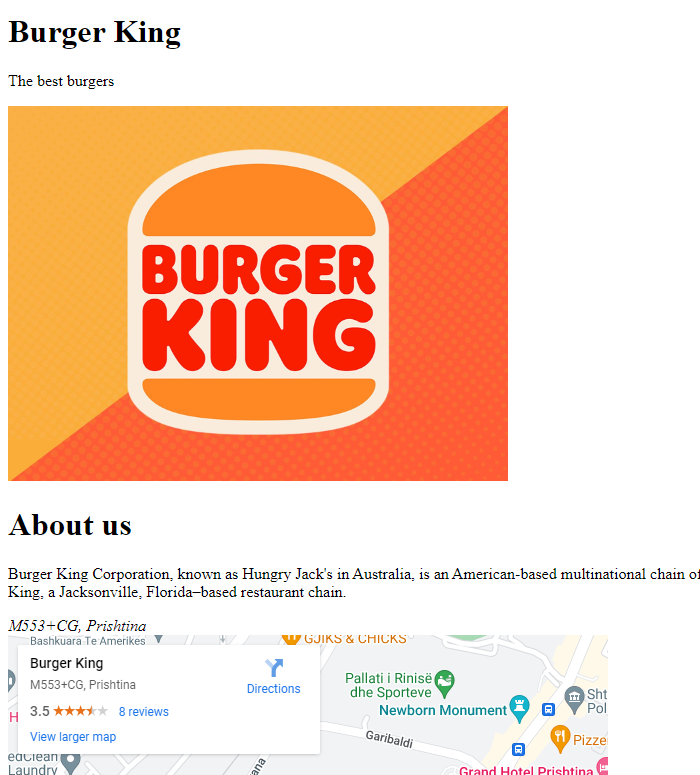 Burger King
The best burgers
BURGER
KING
About us
Burger King Corporation, known as Hungry Jack's in Australia, is an American-based multinational chain of
King, a Jacksonville, Florida–based restaurant chain.
M553+CG, Prishtina
Bashkuara Te Amerikes
GJIKS & CHICKS
Burger King
M553+CG, Prishtina
Directions
3.5
8 reviews
View larger map
Pallati i Rinisë
dhe Sporteve
Newborn Monument
Sht
Pol
Garibaldi
Pizze
H
edClean
Laundry
ana
Grand Hotel Prishtina